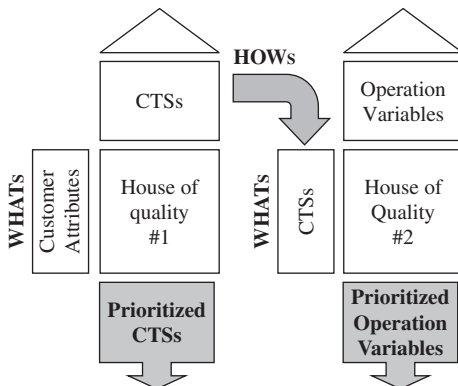 HOWs
CTSs
Operation
Variables
WHATs
Customer
Attributes
House of
quality
#1
WHATs
CTSs
House of
Quality
#2
Prioritized
CTSs
Prioritized
Operation
Variables